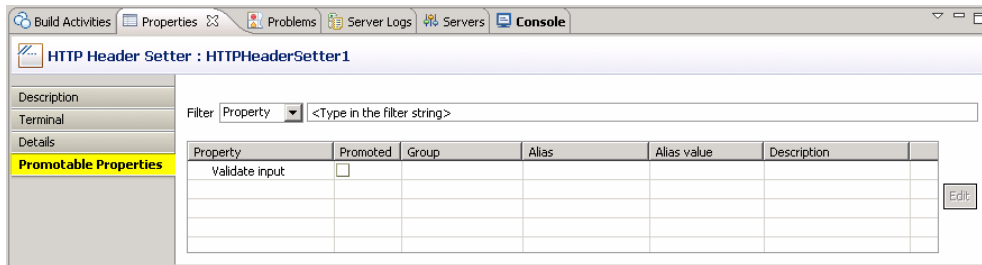 Build Activities Properties Problems Server Logs Servers Console
HTTP Header Setter : HTTPHeaderSetter1
Description
Terminal
Details
Promotable Properties
Filter Property <Type in the filter string>
Property Promoted Group Alias Alias value Description
Validate input
Edit